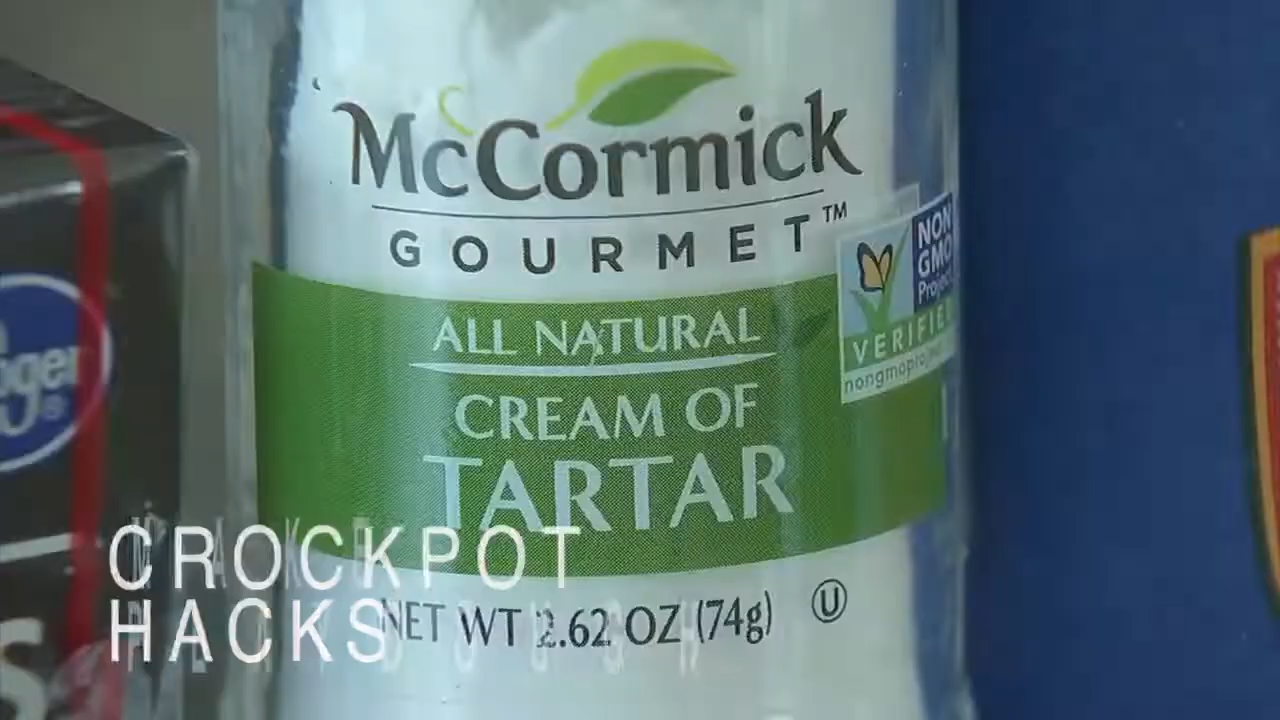 McCormick
GOURMET™
NON
GMO
Project
VERIFIED
nongmoproject
ALL NATURAL
CREAM OF
TARTAR
CROCKPOT
HACKS
NET WT 2.62 OZ (74g)
U